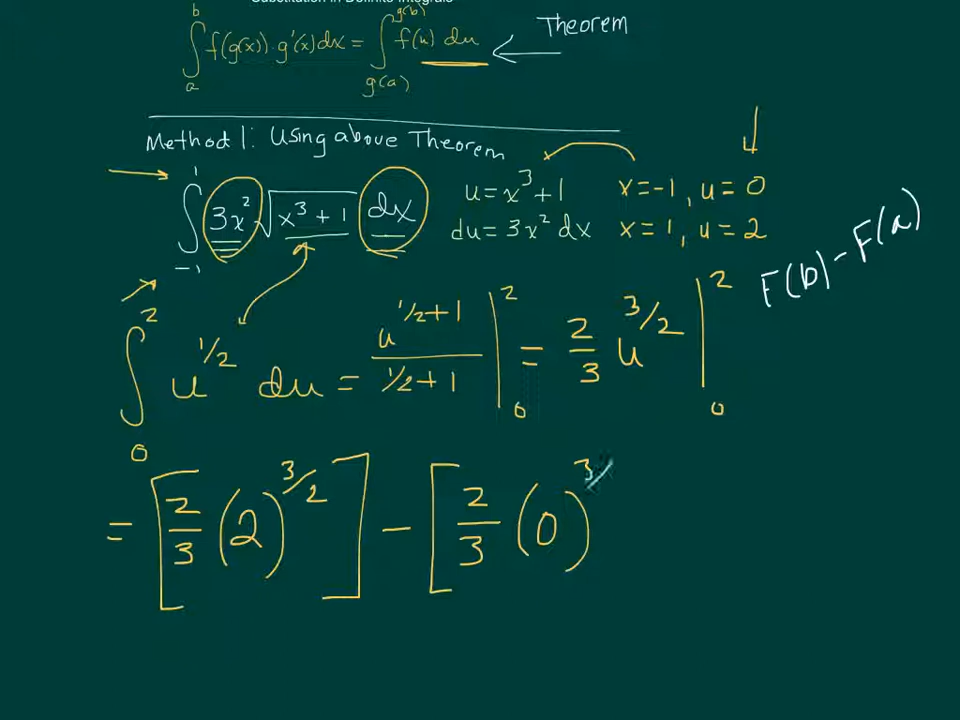 Substitution in Definite Integrals
∫_a^b f(g(x))·g'(x)dx = ∫_{g(a)}^{g(b)} f(u) du
Theorem
Method 1: Using above Theorem
∫_{-1}^1 3x² √(x³+1) dx
u = x³+1
x=-1, u=0
du = 3x² dx
x=1, u=2
F(b) - F(a)
∫_0^2 u^{1/2} du = u^{1/2+1} / (1/2+1) |_0^2 = 2/3 u^{3/2} |_0^2
= [2/3 (2)^{3/2}] - [2/3 (0)^{3/